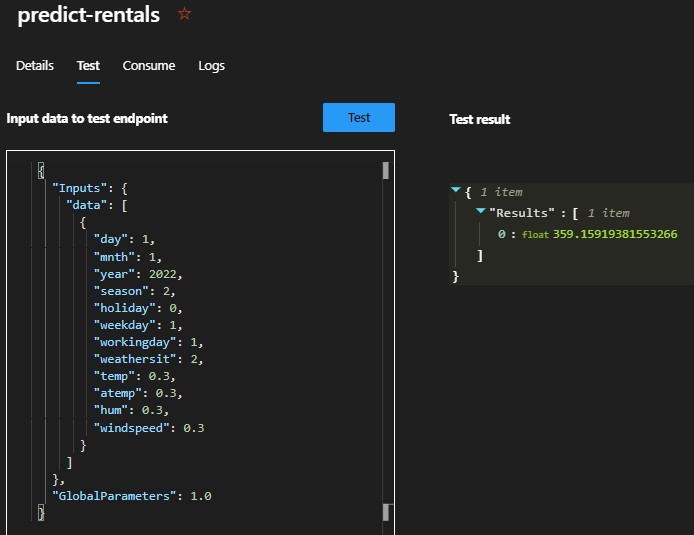 predict-rentals
Details Test Consume Logs
Input data to test endpoint
Test
{
"Inputs": {
"data": [
{
"day": 1,
"mnth": 1,
"year": 2022,
"season": 2,
"holiday": 0,
"weekday": 1,
"workingday": 1,
"weathersit": 2,
"temp": 0.3,
"atemp": 0.3,
"hum": 0.3,
"windspeed": 0.3
}
]
},
"GlobalParameters": 1.0
}
Test result
{ 1 item
"Results" : [ 1 item
0 : float 359.15919381553266
]
}